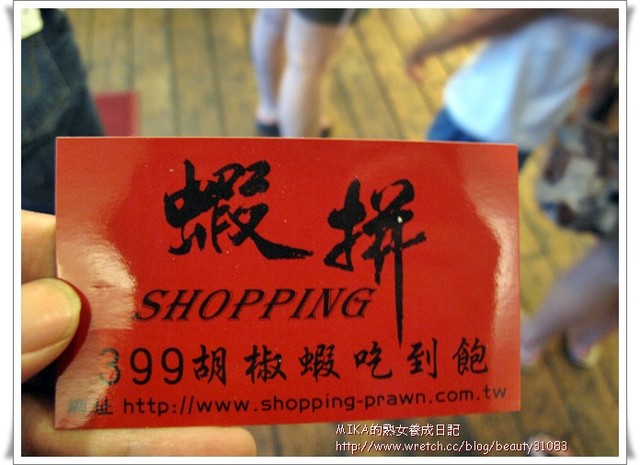 蝦拼
SHOPPING
399胡椒蝦吃到飽
網址 http://www.shopping-prawn.com.tw
MIKA的熟女養成日記
http://www.wretch.cc/blog/beauty31083